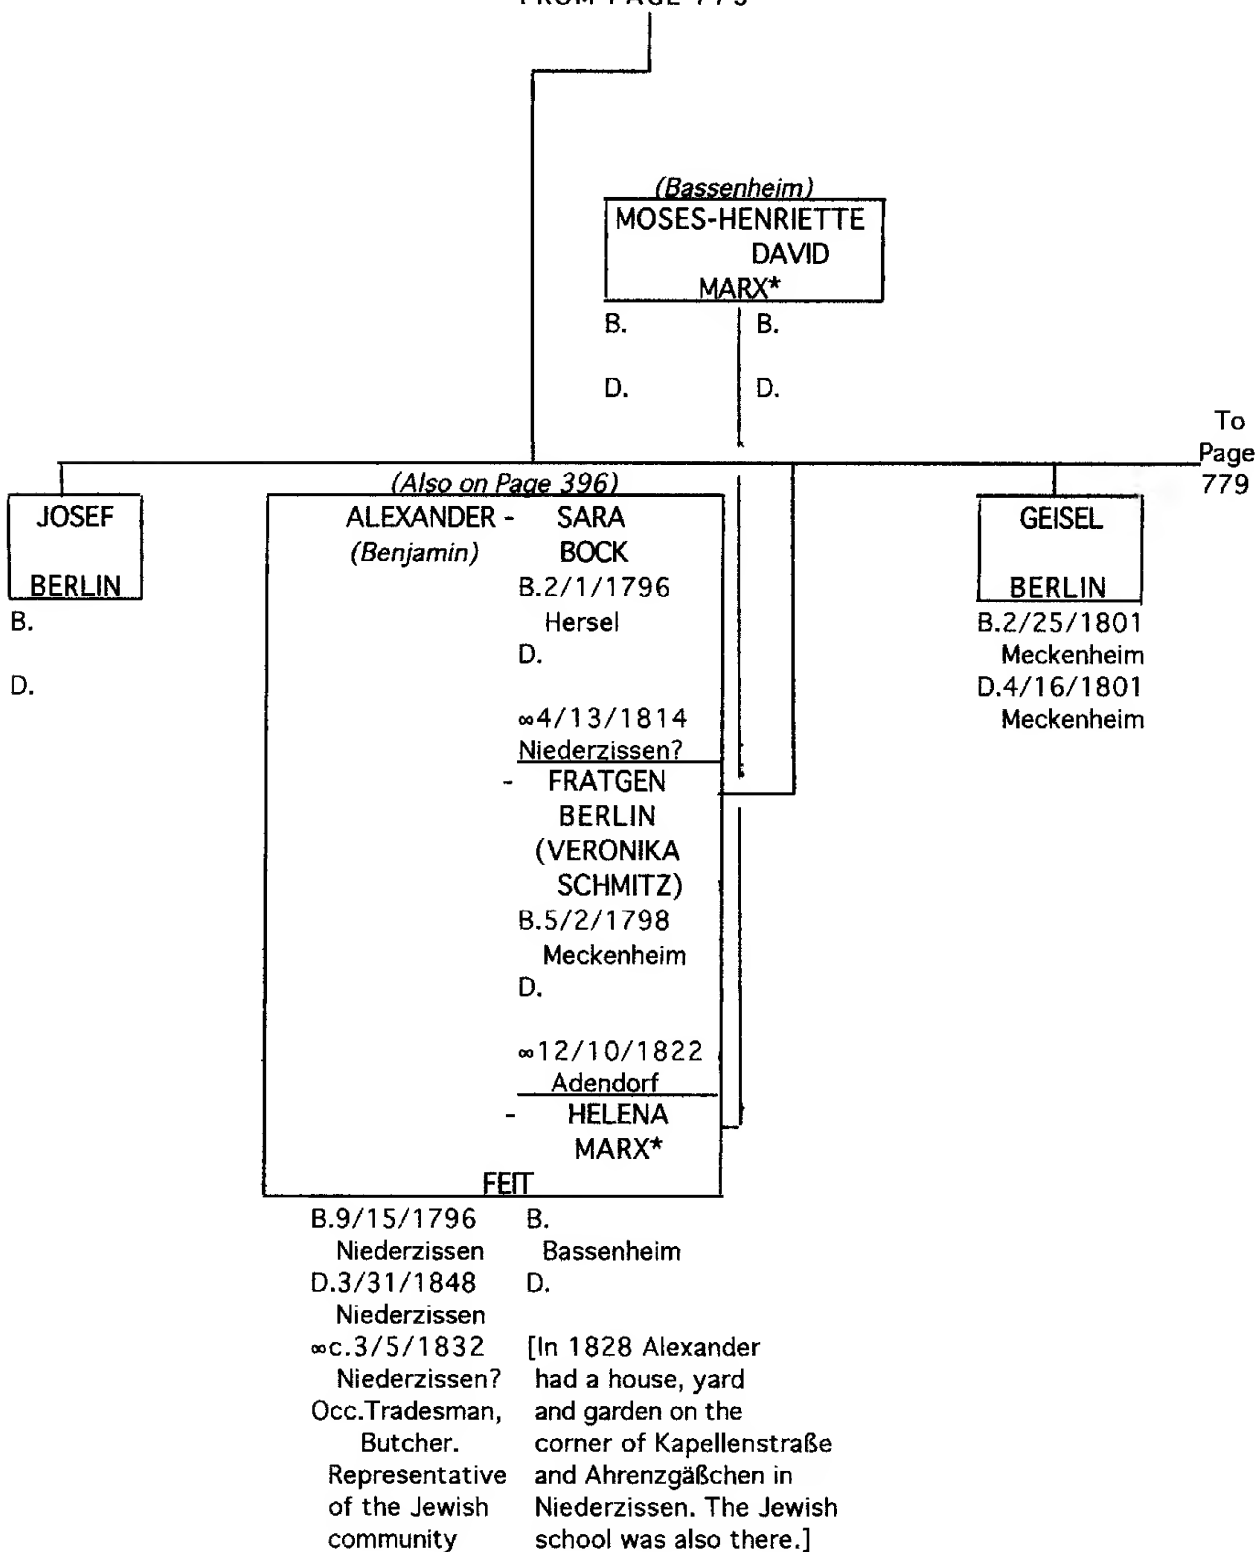 FROM PAGE 775
(Bassenheim)
MOSES-HENRIETTE
DAVID
MARX*
B. B.
D. D.
To
Page
779
JOSEF
BERLIN
B.
D.
(Also on Page 396)
ALEXANDER - SARA
(Benjamin) BOCK
B.2/1/1796
Hersel
D.
∞4/13/1814
Niederzissen?
- FRATGEN
BERLIN
(VERONIKA
SCHMITZ)
B.5/2/1798
Meckenheim
D.
∞12/10/1822
Adendorf
- HELENA
MARX*
FEIT
B.9/15/1796 B.
Niederzissen Bassenheim
D.3/31/1848 D.
Niederzissen
∞c.3/5/1832
Niederzissen?
Occ.Tradesman,
Butcher.
Representative
of the Jewish
community
[In 1828 Alexander
had a house, yard
and garden on the
corner of Kapellenstraße
and Ahrenzgäßchen in
Niederzissen. The Jewish
school was also there.]
GEISEL
BERLIN
B.2/25/1801
Meckenheim
D.4/16/1801
Meckenheim